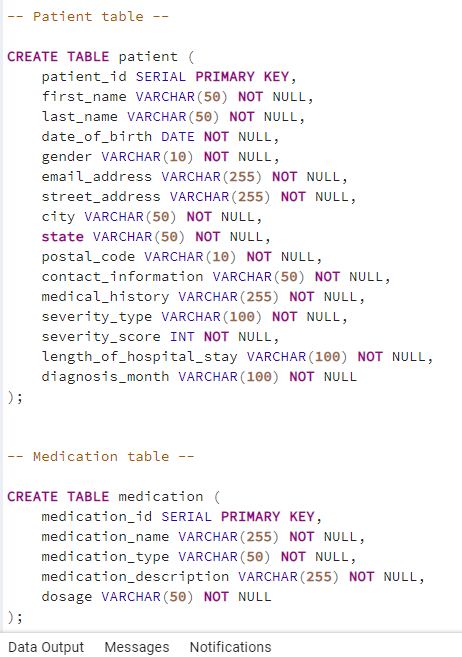 -- Patient table --
CREATE TABLE patient (
    patient_id SERIAL PRIMARY KEY,
    first_name VARCHAR(50) NOT NULL,
    last_name VARCHAR(50) NOT NULL,
    date_of_birth DATE NOT NULL,
    gender VARCHAR(10) NOT NULL,
    email_address VARCHAR(255) NOT NULL,
    street_address VARCHAR(255) NOT NULL,
    city VARCHAR(50) NOT NULL,
    state VARCHAR(50) NOT NULL,
    postal_code VARCHAR(10) NOT NULL,
    contact_information VARCHAR(50) NOT NULL,
    medical_history VARCHAR(255) NOT NULL,
    severity_type VARCHAR(100) NOT NULL,
    severity_score INT NOT NULL,
    length_of_hospital_stay VARCHAR(100) NOT NULL,
    diagnosis_month VARCHAR(100) NOT NULL
);
-- Medication table --
CREATE TABLE medication (
    medication_id SERIAL PRIMARY KEY,
    medication_name VARCHAR(255) NOT NULL,
    medication_type VARCHAR(50) NOT NULL,
    medication_description VARCHAR(255) NOT NULL,
    dosage VARCHAR(50) NOT NULL
);
Data Output Messages Notifications